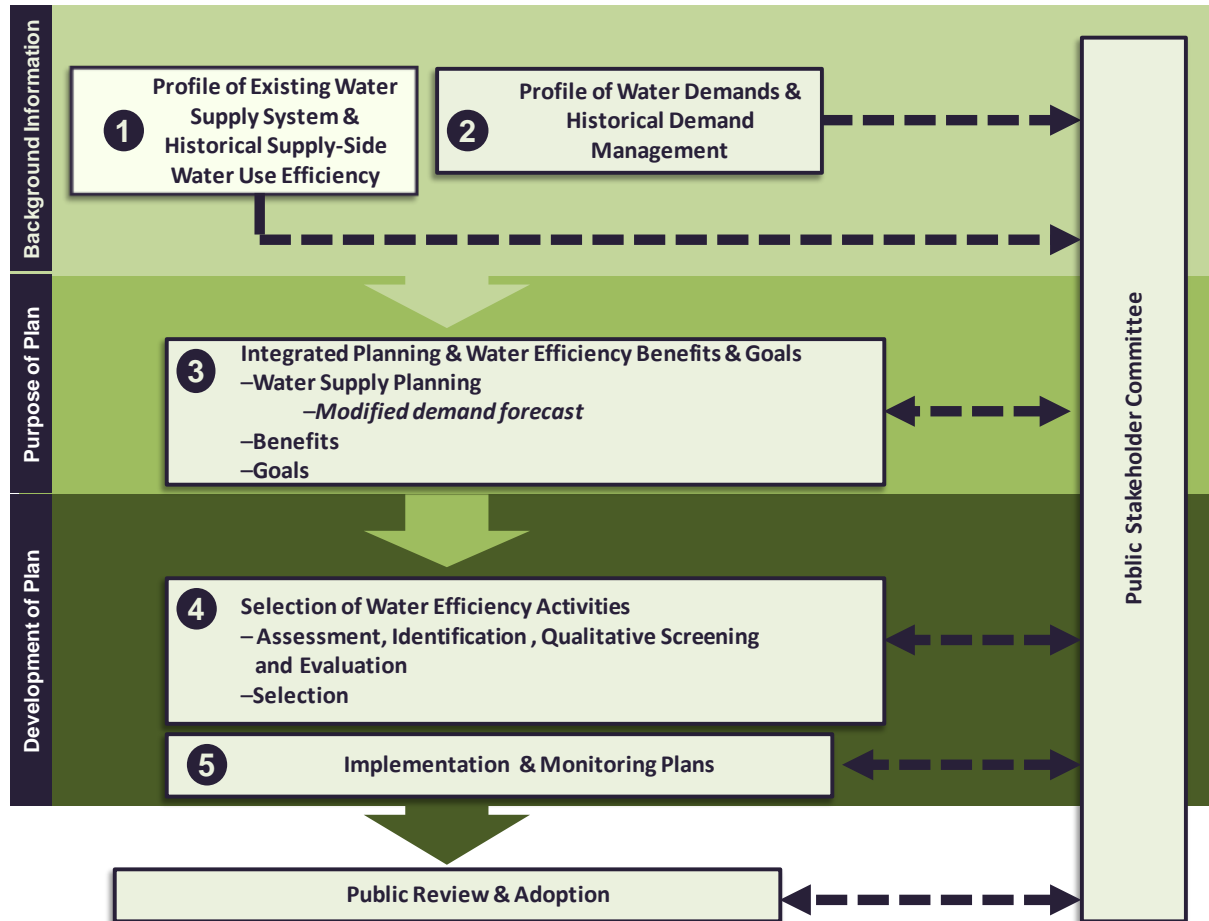 Background Information
1
Profile of Existing Water
Supply System &
Historical Supply-Side
Water Use Efficiency
2
Profile of Water Demands &
Historical Demand
Management
Purpose of Plan
3
Integrated Planning & Water Efficiency Benefits & Goals
–Water Supply Planning
–Modified demand forecast
–Benefits
–Goals
Development of Plan
4
Selection of Water Efficiency Activities
– Assessment, Identification , Qualitative Screening
and Evaluation
–Selection
5
Implementation & Monitoring Plans
Public Review & Adoption
Public Stakeholder Committee